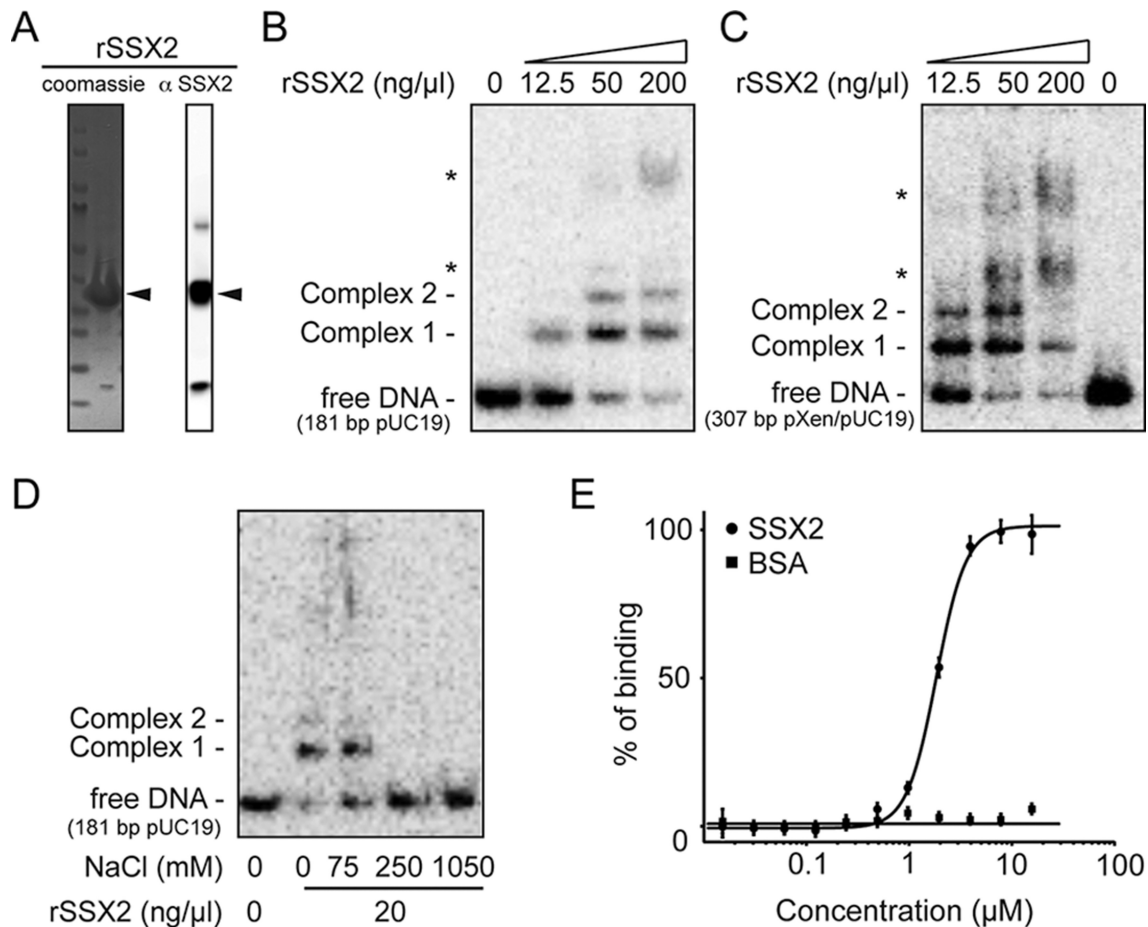 A
rSSX2
coomassie α SSX2
B
rSSX2 (ng/µl) 0 12.5 50 200
*
*
Complex 2 -
Complex 1 -
free DNA -
(181 bp pUC19)
C
rSSX2 (ng/µl) 12.5 50 200 0
*
*
Complex 2 -
Complex 1 -
free DNA -
(307 bp pXen/pUC19)
D
Complex 2 -
Complex 1 -
free DNA -
(181 bp pUC19)
NaCl (mM) 0 0 75 250 1050
rSSX2 (ng/µl) 0 20
E
SSX2
BSA
% of binding
100
50
0
0.1 1 10 100
Concentration (µM)